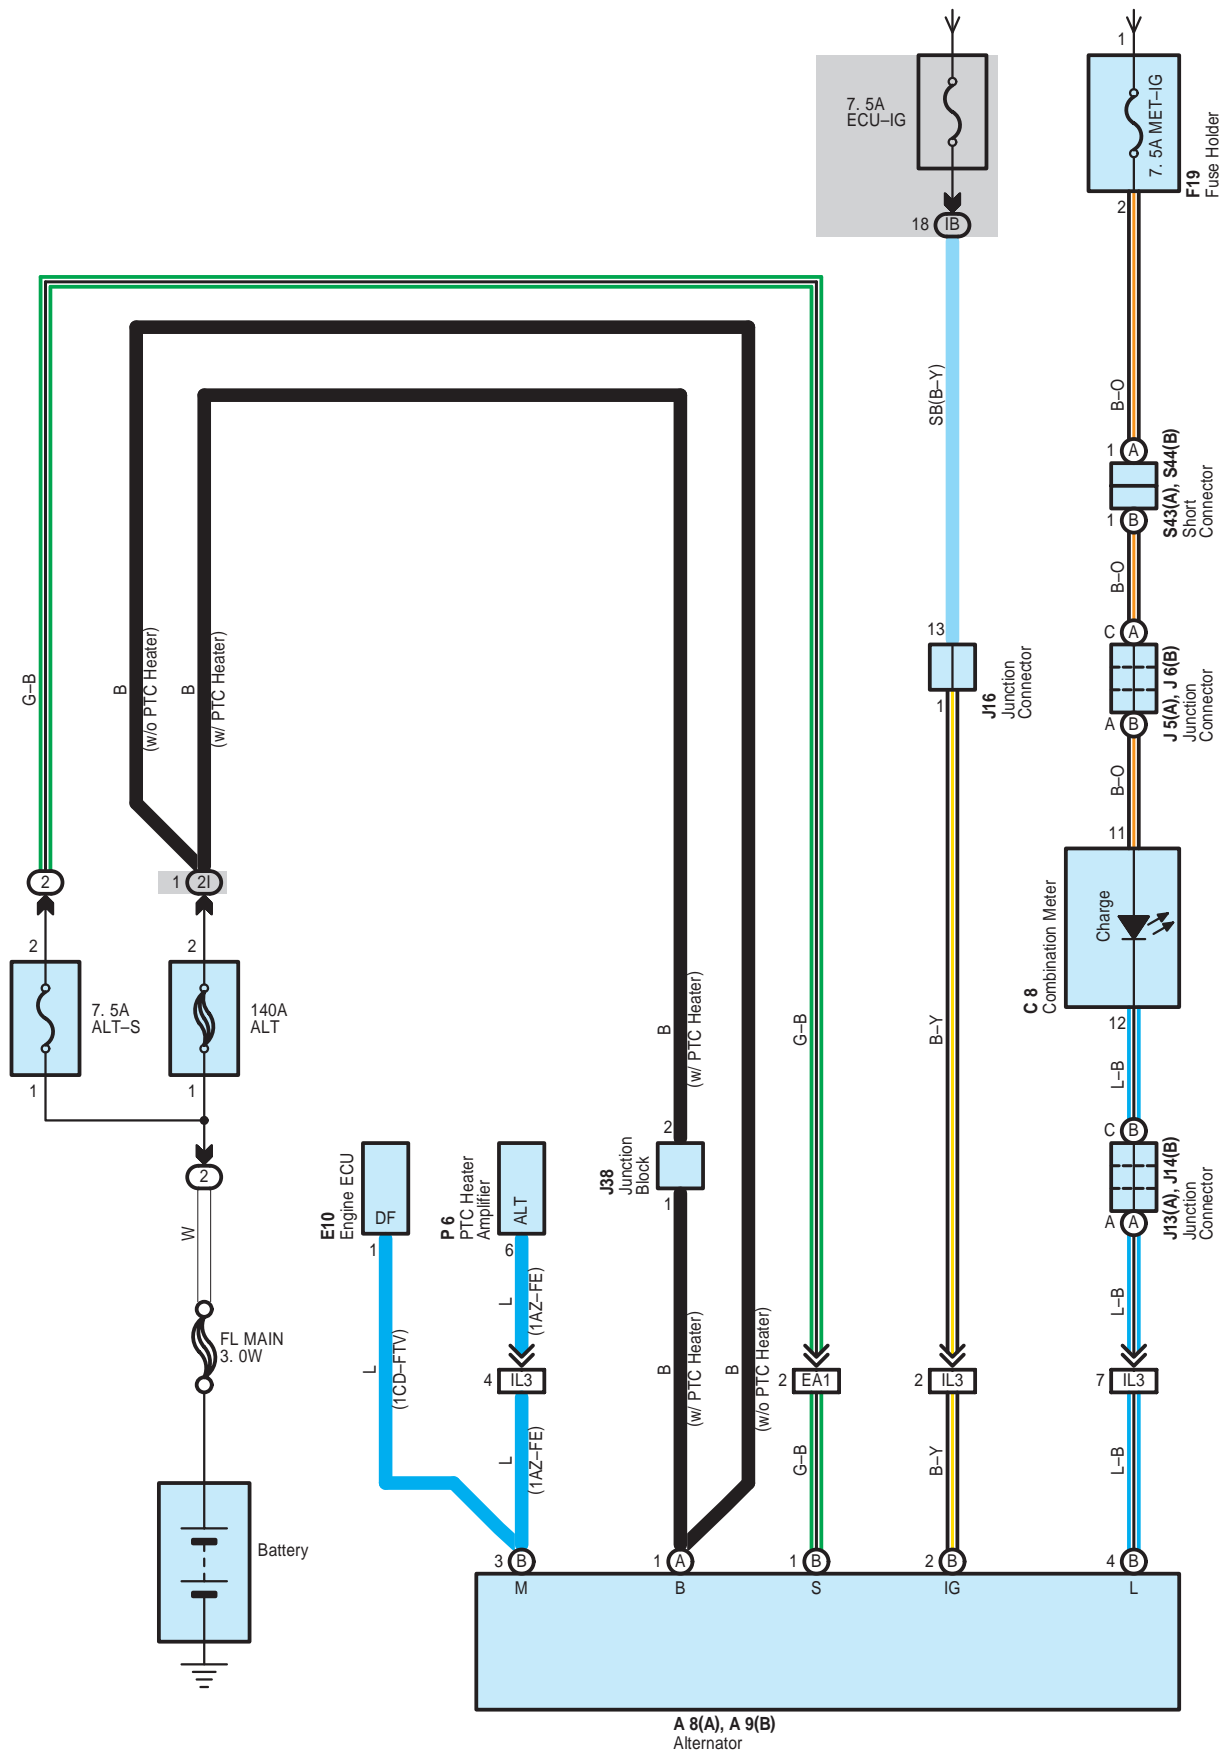 1
7. 5A
ECU–IG
7. 5A MET–IG
F19
Fuse Holder
18
IB
2
SB(B–Y)
B–O
1
A
S43(A), S44(B)
Short
Connector
1
B
B–O
13
C
A
J 5(A), J 6(B)
Junction
Connector
G–B
B
(w/o PTC Heater)
B
(w/ PTC Heater)
1
J16
Junction
Connector
A
B
B–O
11
2
1
2I
Charge
C 8
Combination Meter
2
2
7. 5A
ALT–S
140A
ALT
B
(w/ PTC Heater)
G–B
B–Y
12
1
1
L–B
2
C
B
2
E10
Engine ECU
DF
P 6
PTC Heater
Amplifier
ALT
J38
Junction
Block
J13(A), J14(B)
Junction
Connector
1
A
A
W
1
6
L
(1AZ–FE)
L–B
FL MAIN
3. 0W
L
(1CD–FTV)
B
(w/ PTC Heater)
B
(w/o PTC Heater)
4
IL3
2
EA1
2
IL3
7
IL3
L
(1AZ–FE)
G–B
B–Y
L–B
Battery
3
B
1
A
1
B
2
B
4
B
M
B
S
IG
L
A 8(A), A 9(B)
Alternator